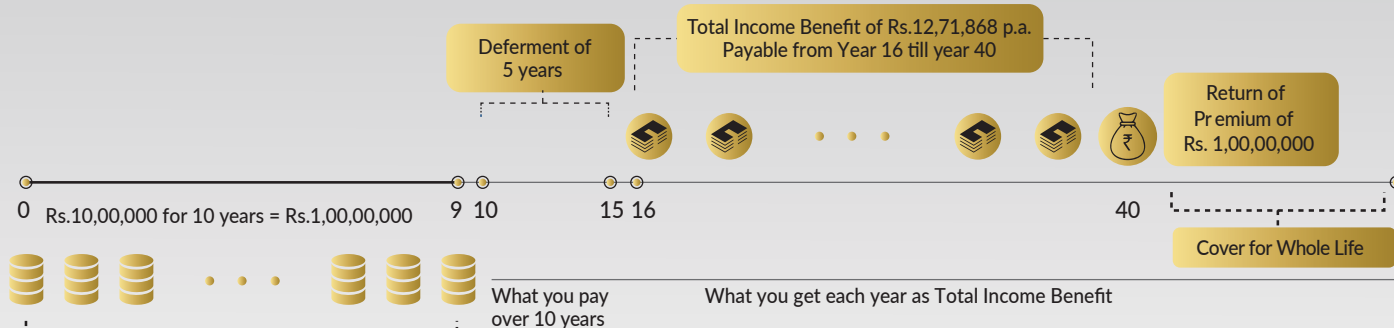 Total Income Benefit of Rs.12,71,868 p.a.
Payable from Year 16 till year 40
Deferment of
5 years
Return of
Premium of
Rs. 1,00,00,000
₹
0
Rs.10,00,000 for 10 years = Rs.1,00,00,000
9
10
15
16
40
Cover for Whole Life
What you pay
over 10 years
What you get each year as Total Income Benefit